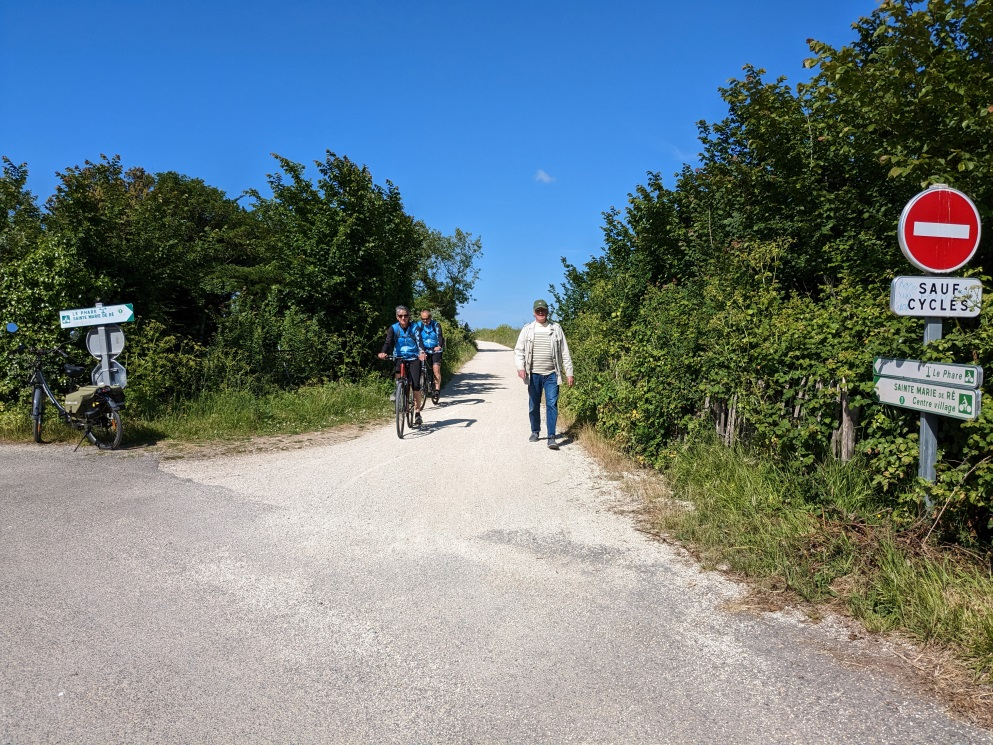 LE PHARE
SAINTE MARIE DE RÉ
SAUF
CYCLES
Le Phare
SAINTE MARIE DE RÉ
Centre village